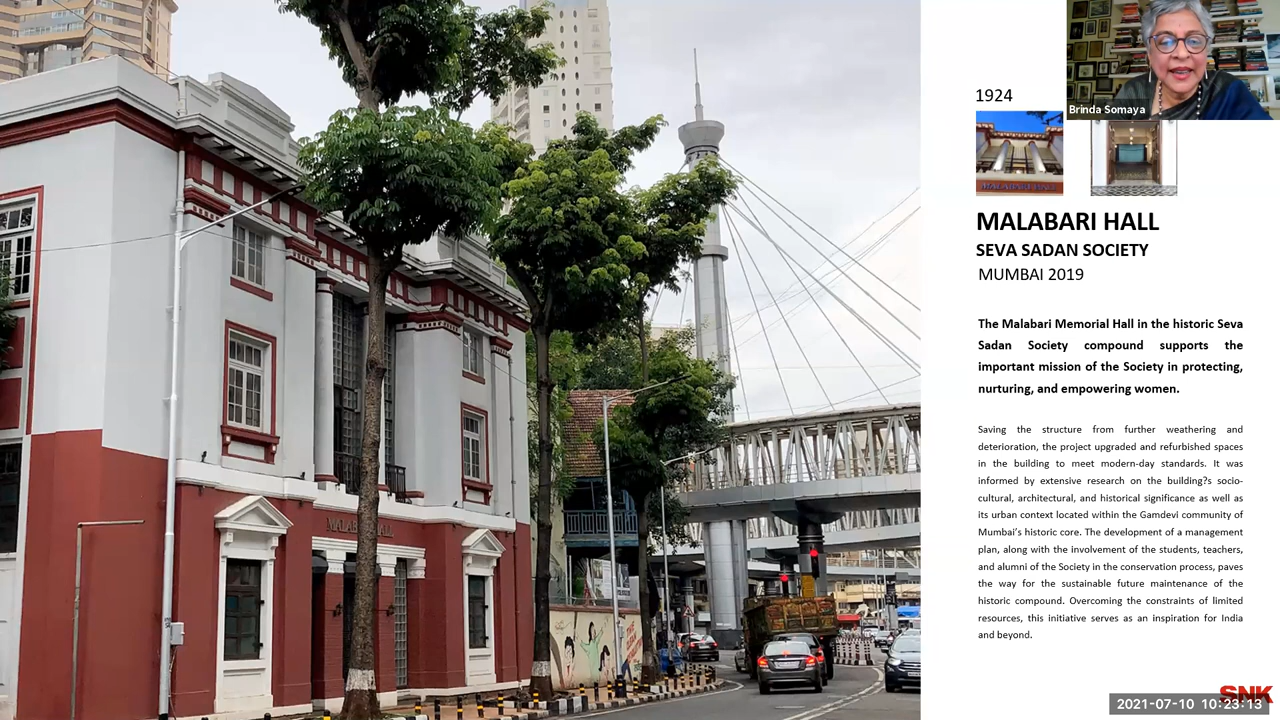 1924
Brinda Somaya
MALABARI HALL
MALABARI HALL
SEVA SADAN SOCIETY
MUMBAI 2019
The Malabari Memorial Hall in the historic Seva
Sadan Society compound supports the
important mission of the Society in protecting,
nurturing, and empowering women.
Saving the structure from further weathering and
deterioration, the project upgraded and refurbished spaces
in the building to meet modern-day standards. It was
informed by extensive research on the building?s socio-
cultural, architectural, and historical significance as well as
its urban context located within the Gamdevi community of
Mumbai's historic core. The development of a management
plan, along with the involvement of the students, teachers,
and alumni of the Society in the conservation process, paves
the way for the sustainable future maintenance of the
historic compound. Overcoming the constraints of limited
resources, this initiative serves as an inspiration for India
and beyond.
SNK
2021-07-10 10:23:13